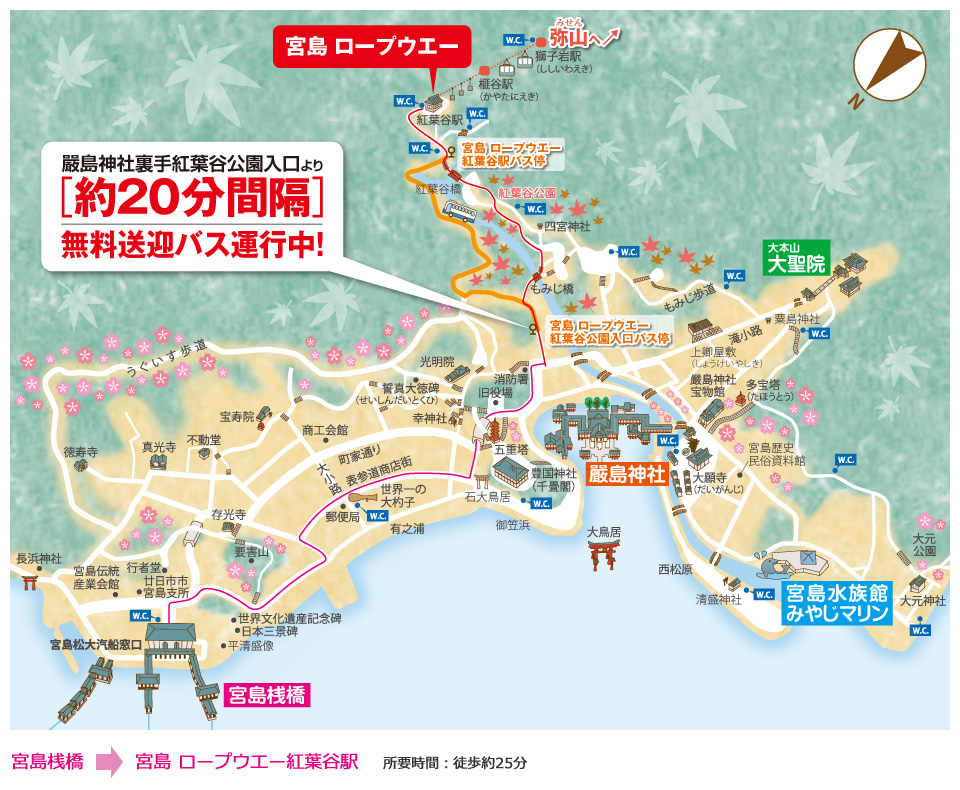 宮島 ロープウエー
みせん
弥山へ
W.C.
獅子岩駅
(ししいわえき)
榧谷駅
(かやたにえき)
W.C.
紅葉谷駅
W.C.
W.C.
宮島 ロープウエー
紅葉谷駅バス停
N
嚴島神社裏手紅葉谷公園入口より
[約20分間隔]
無料送迎バス運行中!
紅葉谷橋
紅葉谷公園
W.C.
四宮神社
W.C.
大本山
大聖院
もみじ橋
もみじ歩道
W.C.
宮島 ロープウエー
紅葉谷公園入口バス停
滝小路
粟島神社
W.C.
上卿屋敷
(しょうけいやしき)
うぐいす歩道
光明院
消防署
旧役場
誓真大徳碑
(せいしんだいとくひ)
幸神社
嚴島神社
宝物館
多宝塔
(たほうとう)
宝寿院
商工会館
不動堂
真光寺
徳寿寺
町家通り
表参道商店街
大小路
五重塔
豊国神社
(千畳閣)
W.C.
石大鳥居
御笠浜
嚴島神社
W.C.
大願寺
(だいがんじ)
宮島歴史
民俗資料館
W.C.
世界一の
大杓子
郵便局
W.C.
有之浦
大鳥居
存光寺
要害山
長浜神社
宮島伝統
産業会館
行者堂
廿日市市
宮島支所
W.C.
宮島松大汽船窓口
世界文化遺産記念碑
日本三景碑
平清盛像
宮島桟橋
西松原
清盛神社
W.C.
宮島水族館
みやじマリン
大元
公園
大元神社
W.C.
宮島桟橋 宮島 ロープウエー紅葉谷駅 所要時間：徒歩約25分